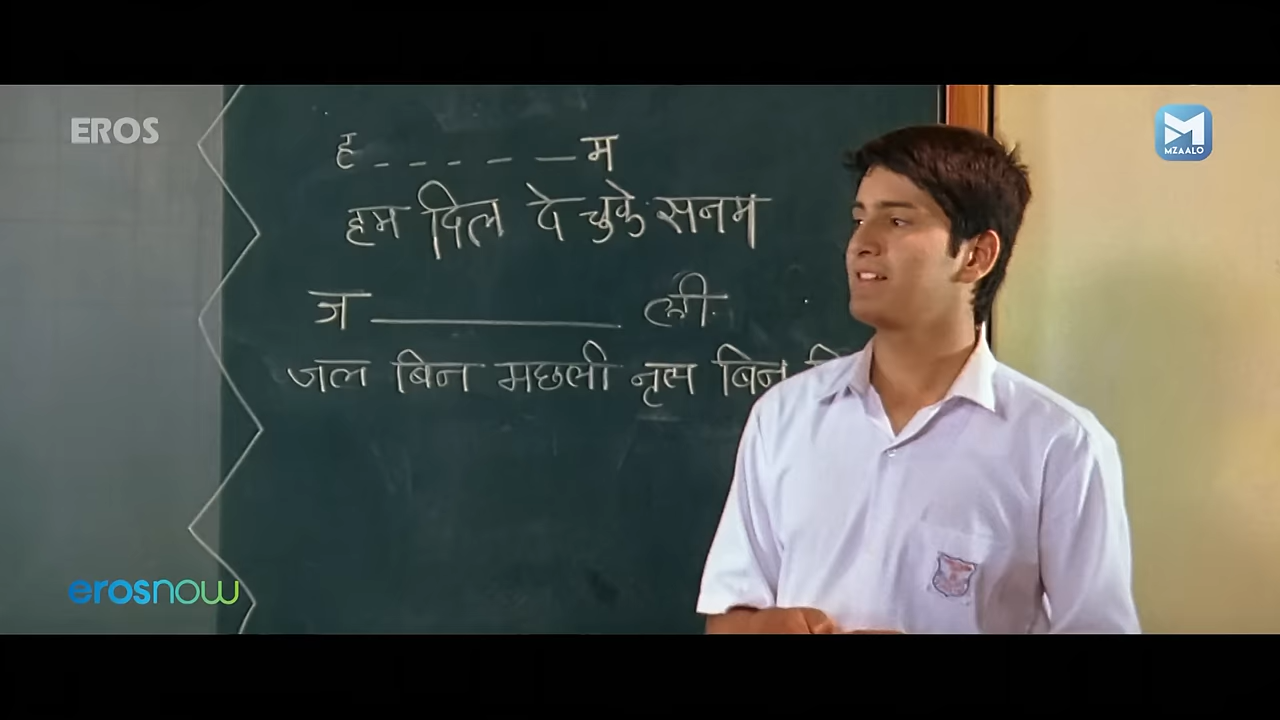 EROS
MZAALO
ह - - - - - — म
हम दिल दे चुके सनम
ज ———— ली
जल बिन मछली नृत्य बिन
erosnow